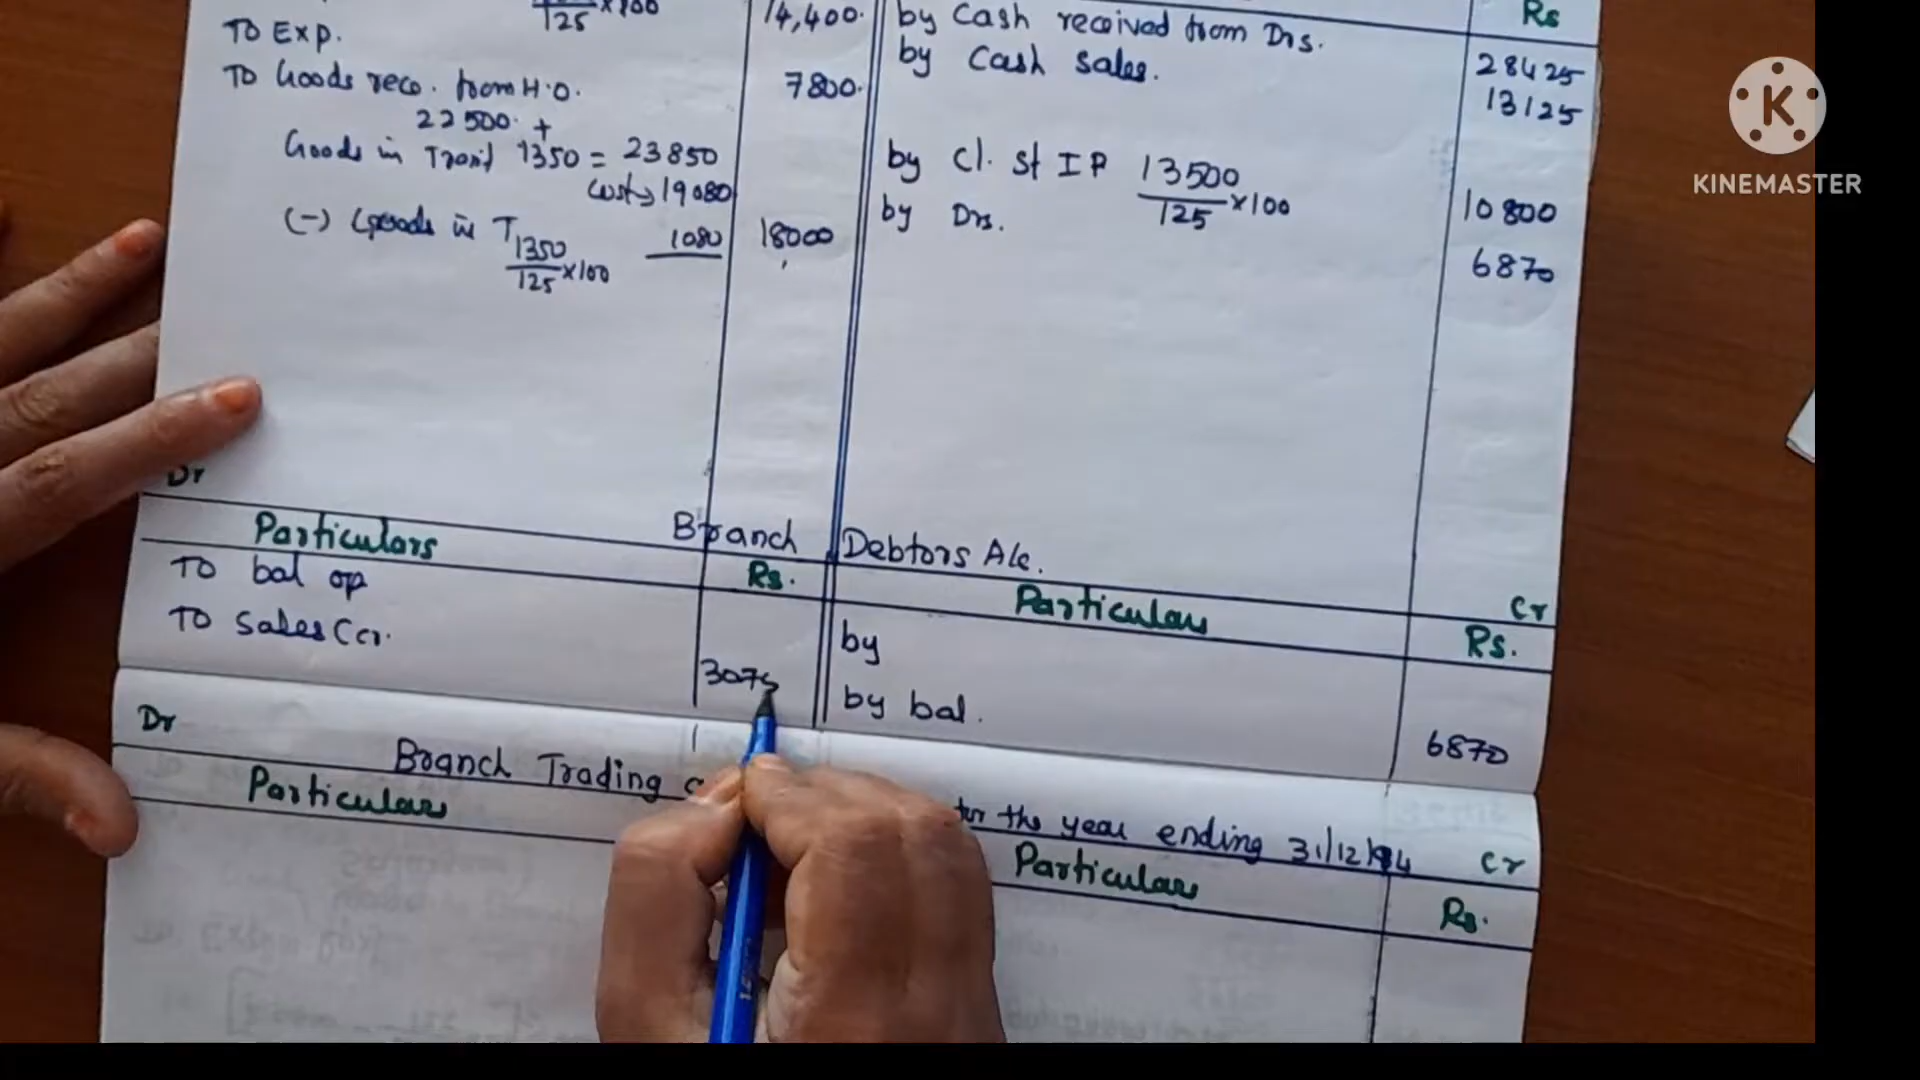 125 x100
14,400.
by Cash received from Drs.
Rs
28425
To Exp.
by Cash sales.
13125
To Goods rece. from H.O.
7800.
22500. +
Goods in Transit 1350 = 23850
Cost→19080
by Cl. St I P 13500
125 x100
10800
(-) Goods in T
1350
125 x100
1080
18000
by Drs.
6870
Dr
Branch Debtors A/c.
Cr
Particulars
Rs.
Particulars
Rs.
To bal op
To Sales (cr.
by
3075
by bal.
6870
Dr
Branch Trading
for the year ending 31/12/94
Cr
Particulars
Particulars
Rs.
K
KINEMASTER